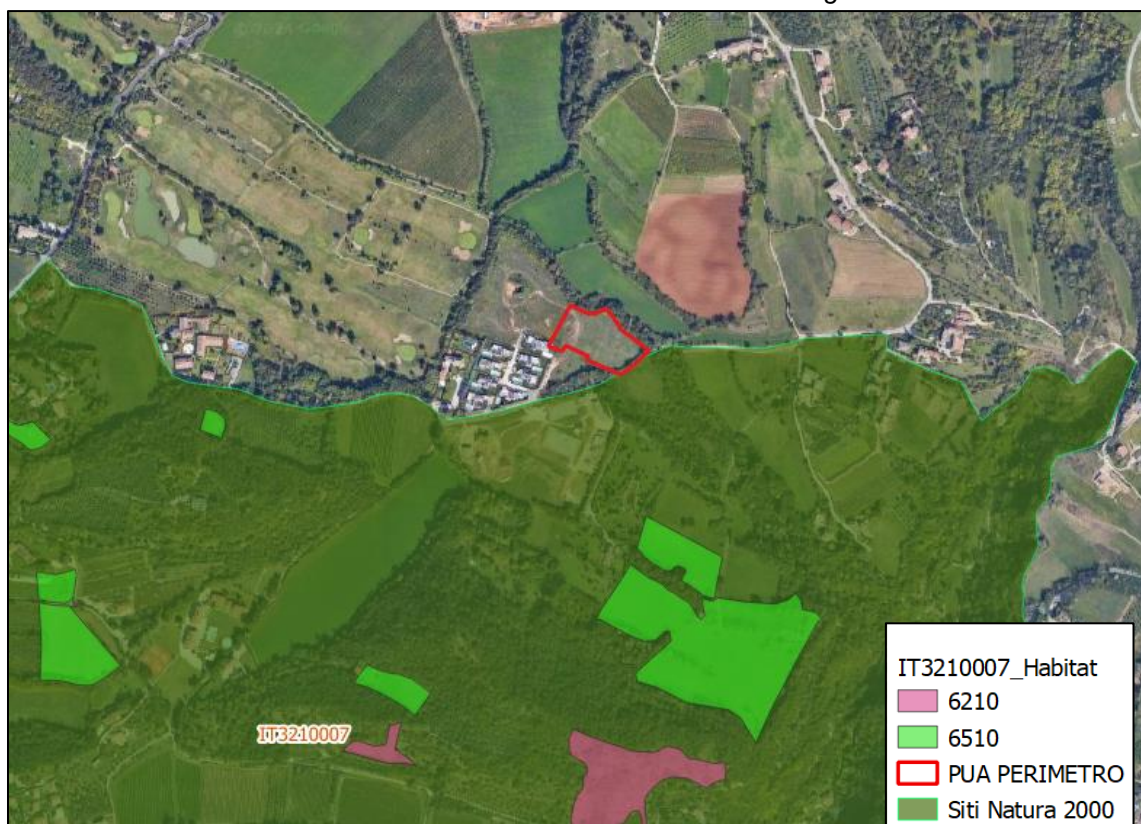 IT3210007
IT3210007_Habitat
6210
6510
PUA PERIMETRO
Siti Natura 2000